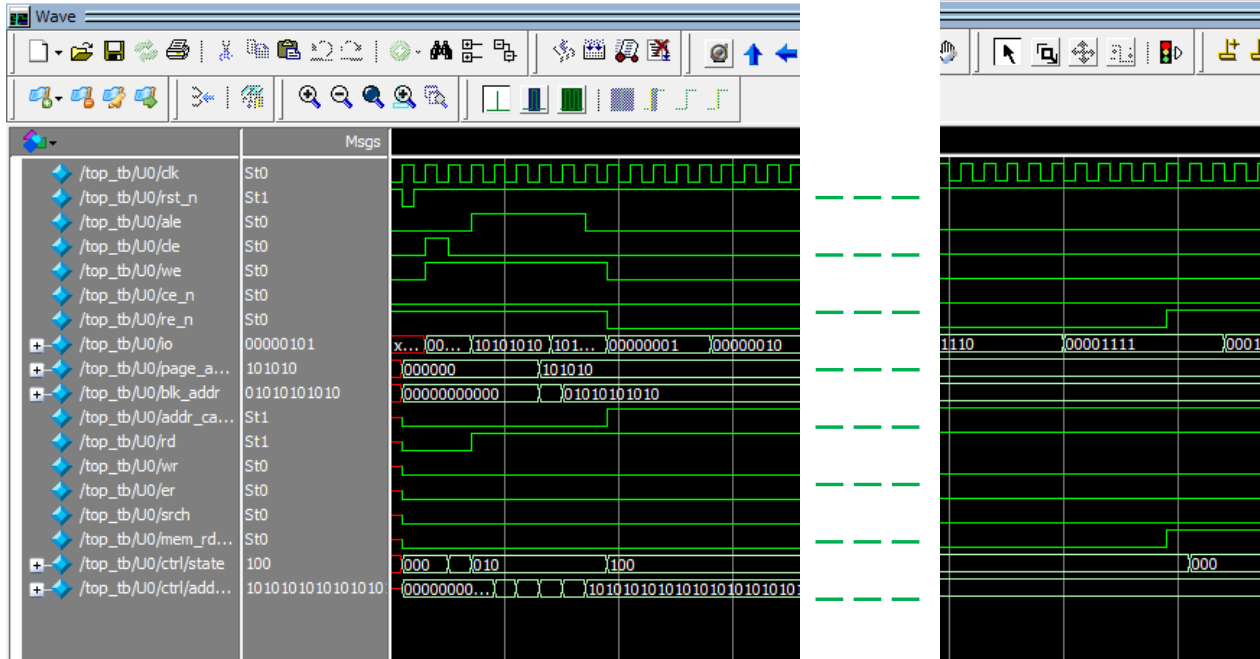 Wave
Msgs
/top_tb/U0/clk St0
/top_tb/U0/rst_n St1
/top_tb/U0/ale St0
/top_tb/U0/cle St0
/top_tb/U0/we St0
/top_tb/U0/ce_n St0
/top_tb/U0/re_n St0
/top_tb/U0/io 00000101 x... 00... 10101010 101... 00000001 00000010 1110 00001111 0001
/top_tb/U0/page_a... 101010 000000 101010
/top_tb/U0/blk_addr 01010101010 00000000000 01010101010
/top_tb/U0/addr_ca... St1
/top_tb/U0/rd St1
/top_tb/U0/wr St0
/top_tb/U0/er St0
/top_tb/U0/srch St0
/top_tb/U0/mem_rd... St0
/top_tb/U0/ctrl/state 100 000 010 100 000
/top_tb/U0/ctrl/add... 10101010101010101 00000000...